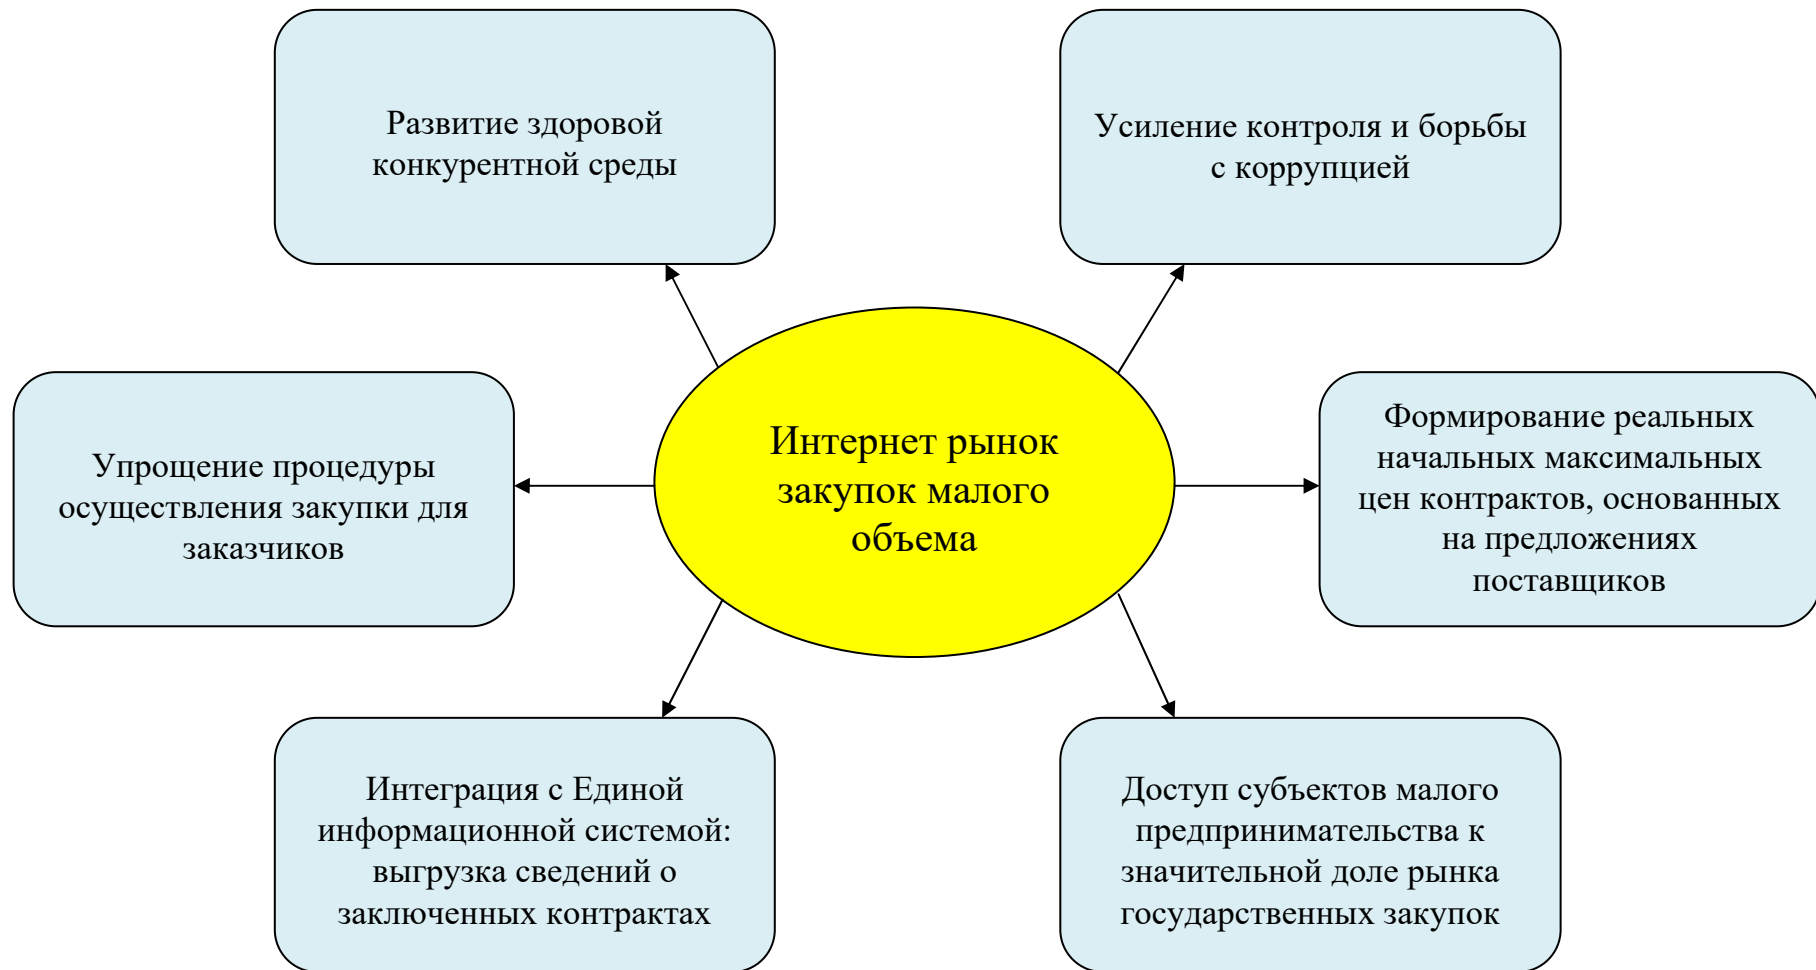 Развитие здоровой
конкурентной среды
Усиление контроля и борьбы
с коррупцией
Упрощение процедуры
осуществления закупки для
заказчиков
Интернет рынок
закупок малого
объема
Формирование реальных
начальных максимальных
цен контрактов, основанных
на предложениях
поставщиков
Интеграция с Единой
информационной системой:
выгрузка сведений о
заключенных контрактах
Доступ субъектов малого
предпринимательства к
значительной доле рынка
государственных закупок